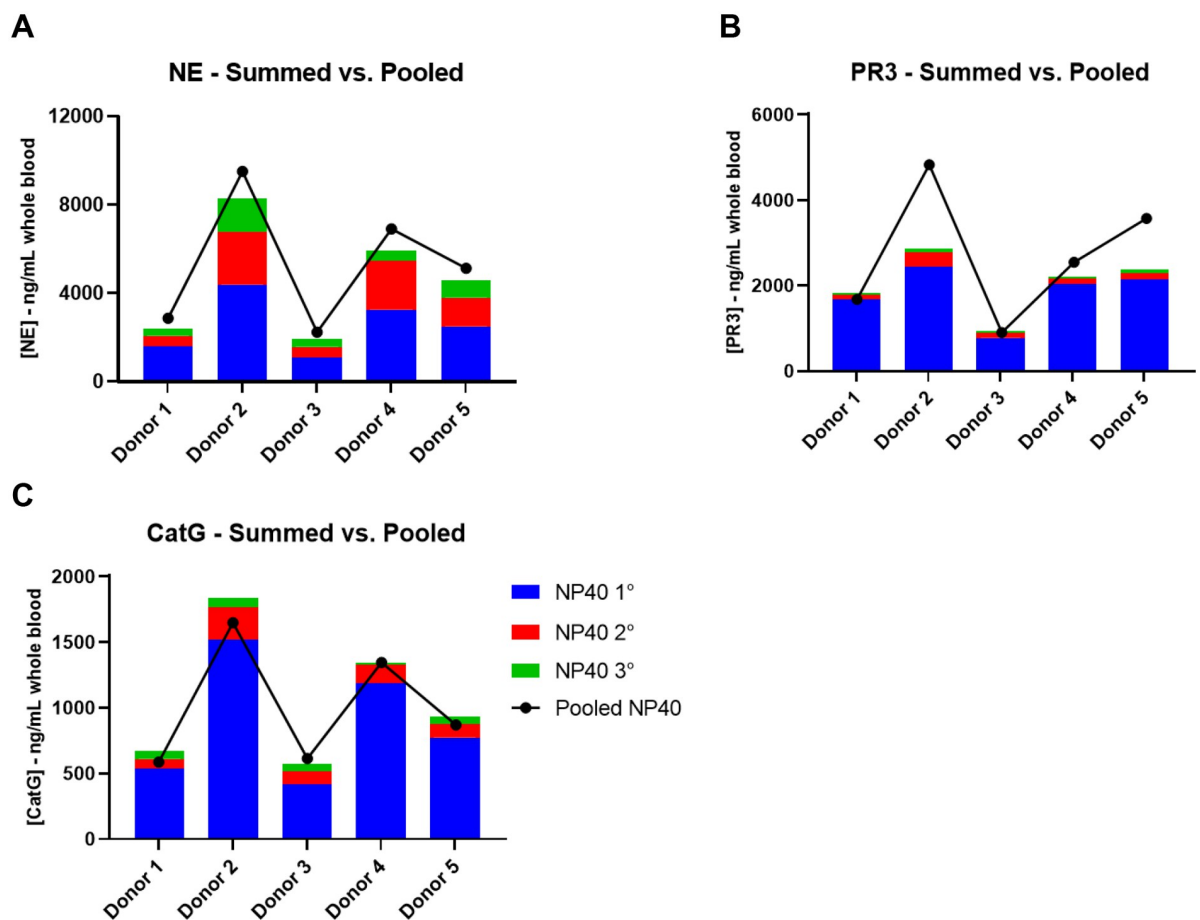 A
NE - Summed vs. Pooled
[NE] - ng/mL whole blood
12000
8000
4000
0
Donor 1
Donor 2
Donor 3
Donor 4
Donor 5
B
PR3 - Summed vs. Pooled
[PR3] - ng/mL whole blood
6000
4000
2000
0
Donor 1
Donor 2
Donor 3
Donor 4
Donor 5
C
CatG - Summed vs. Pooled
[CatG] - ng/mL whole blood
2000
1500
1000
500
0
Donor 1
Donor 2
Donor 3
Donor 4
Donor 5
NP40 1°
NP40 2°
NP40 3°
Pooled NP40